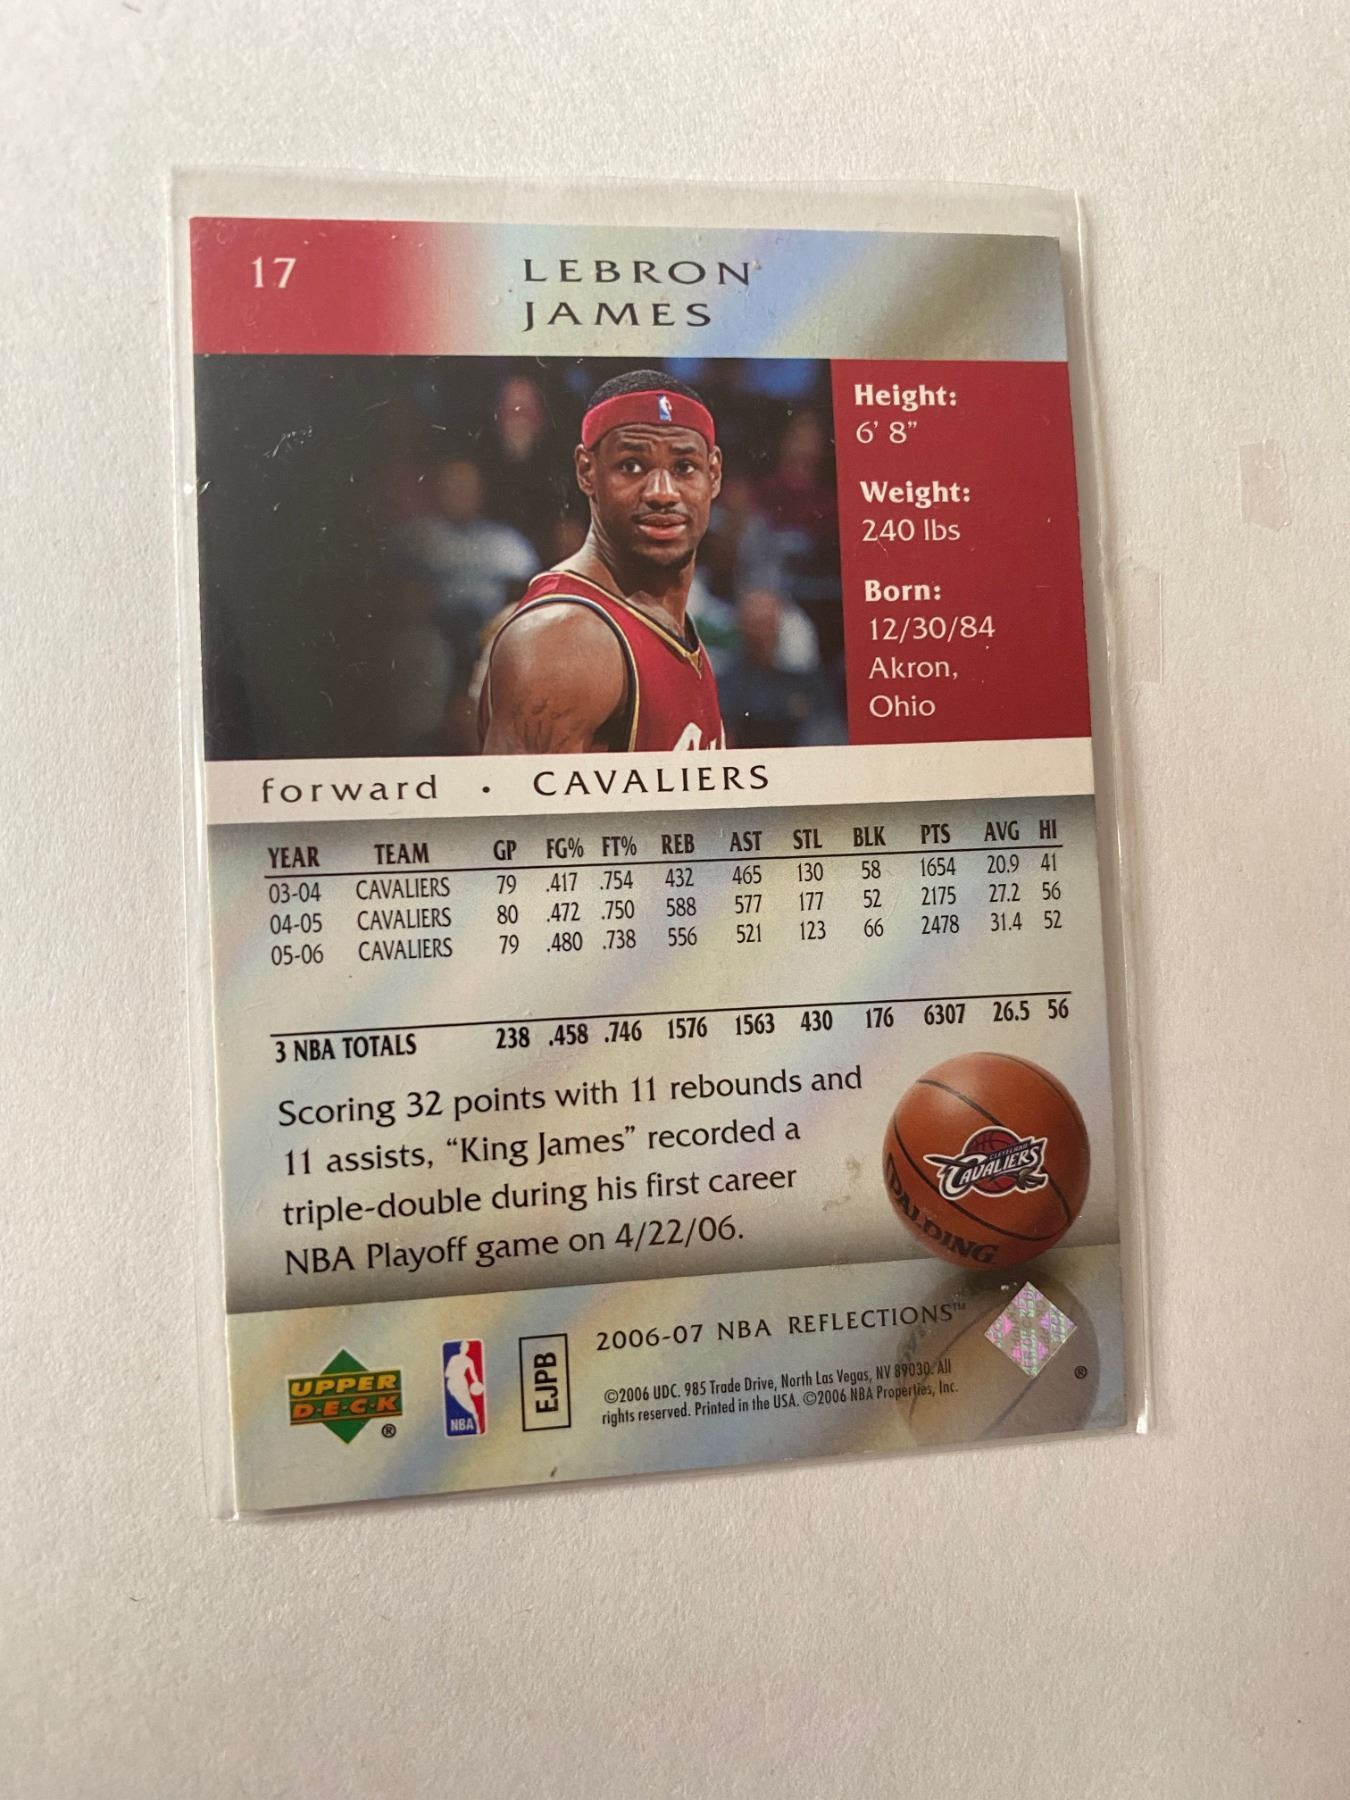 17
LEBRON
JAMES
Height:
6' 8"
Weight:
240 lbs
Born:
12/30/84
Akron,
Ohio
forward · CAVALIERS
YEAR TEAM GP FG% FT% REB AST STL BLK PTS AVG HI
03-04 CAVALIERS 79 .417 .754 432 465 130 58 1654 20.9 41
04-05 CAVALIERS 80 .472 .750 588 577 177 52 2175 27.2 56
05-06 CAVALIERS 79 .480 .738 556 521 123 66 2478 31.4 52
3 NBA TOTALS 238 .458 .746 1576 1563 430 176 6307 26.5 56
Scoring 32 points with 11 rebounds and
11 assists, “King James” recorded a
triple-double during his first career
NBA Playoff game on 4/22/06.
CLEVELAND
CAVALIERS
SPALDING
UPPER
D·E·C·K
®
NBA
EJPB
2006-07 NBA REFLECTIONS™
©2006 UDC. 985 Trade Drive, North Las Vegas, NV 89030. All
rights reserved. Printed in the USA. ©2006 NBA Properties, Inc.
®